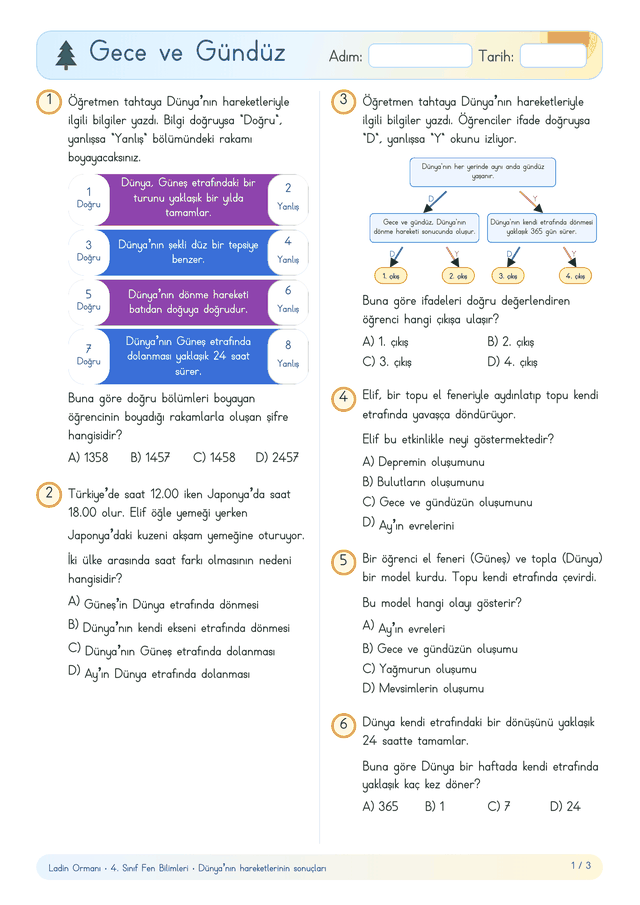 Gece ve Gündüz
Adım:
Tarih:
1
Öğretmen tahtaya Dünya'nın hareketleriyle
ilgili bilgiler yazdı. Bilgi doğruysa "Doğru",
yanlışsa "Yanlış" bölümündeki rakamı
boyayacaksınız.
1
Doğru
Dünya, Güneş etrafındaki bir
turunu yaklaşık bir yılda
tamamlar.
2
Yanlış
3
Doğru
Dünya'nın şekli düz bir tepsiye
benzer.
4
Yanlış
5
Doğru
Dünya'nın dönme hareketi
batıdan doğuya doğrudur.
6
Yanlış
7
Doğru
Dünya'nın Güneş etrafında
dolanması yaklaşık 24 saat
sürer.
8
Yanlış
Buna göre doğru bölümleri boyayan
öğrencinin boyadığı rakamlarla oluşan şifre
hangisidir?
A) 1358 B) 1457 C) 1458 D) 2457
2
Türkiye'de saat 12.00 iken Japonya'da saat
18.00 olur. Elif öğle yemeği yerken
Japonya'daki kuzeni akşam yemeğine oturuyor.
İki ülke arasında saat farkı olmasının nedeni
hangisidir?
A) Güneş'in Dünya etrafında dönmesi
B) Dünya'nın kendi ekseni etrafında dönmesi
C) Dünya'nın Güneş etrafında dolanması
D) Ay'ın Dünya etrafında dolanması
3
Öğretmen tahtaya Dünya'nın hareketleriyle
ilgili bilgiler yazdı. Öğrenciler ifade doğruysa
"D", yanlışsa "Y" okunu izliyor.
Dünya'nın her yerinde aynı anda gündüz
yaşanır.
D
Y
Gece ve gündüz, Dünya'nın
dönme hareketi sonucunda oluşur.
Dünya'nın kendi etrafında dönmesi
yaklaşık 365 gün sürer.
D
Y
D
Y
1. çıkış
2. çıkış
3. çıkış
4. çıkış
Buna göre ifadeleri doğru değerlendiren
öğrenci hangi çıkışa ulaşır?
A) 1. çıkış B) 2. çıkış
C) 3. çıkış D) 4. çıkış
4
Elif, bir topu el feneriyle aydınlatıp topu kendi
etrafında yavaşça döndürüyor.
Elif bu etkinlikle neyi göstermektedir?
A) Depremin oluşumunu
B) Bulutların oluşumunu
C) Gece ve gündüzün oluşumunu
D) Ay'ın evrelerini
5
Bir öğrenci el feneri (Güneş) ve topla (Dünya)
bir model kurdu. Topu kendi etrafında çevirdi.
Bu model hangi olayı gösterir?
A) Ay'ın evreleri
B) Gece ve gündüzün oluşumu
C) Yağmurun oluşumu
D) Mevsimlerin oluşumu
6
Dünya kendi etrafındaki bir dönüşünü yaklaşık
24 saatte tamamlar.
Buna göre Dünya bir haftada kendi etrafında
yaklaşık kaç kez döner?
A) 365 B) 1 C) 7 D) 24
Ladin Ormanı • 4. Sınıf Fen Bilimleri • Dünya'nın hareketlerinin sonuçları
1 / 3